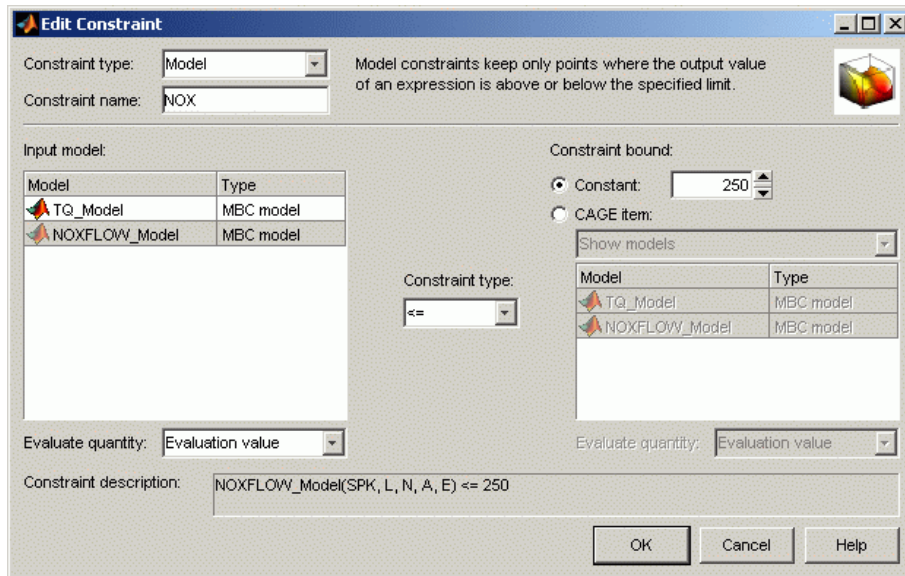 Edit Constraint
Constraint type: Model
Model constraints keep only points where the output value
of an expression is above or below the specified limit.
Constraint name: NOX
Input model:
Model Type
TQ_Model MBC model
NOXFLOW_Model MBC model
Evaluate quantity: Evaluation value
Constraint type:
<=
Constraint bound:
Constant: 250
CAGE item:
Show models
Model Type
TQ_Model MBC model
NOXFLOW_Model MBC model
Evaluate quantity: Evaluation value
Constraint description: NOXFLOW_Model(SPK, L, N, A, E) <= 250
OK Cancel Help